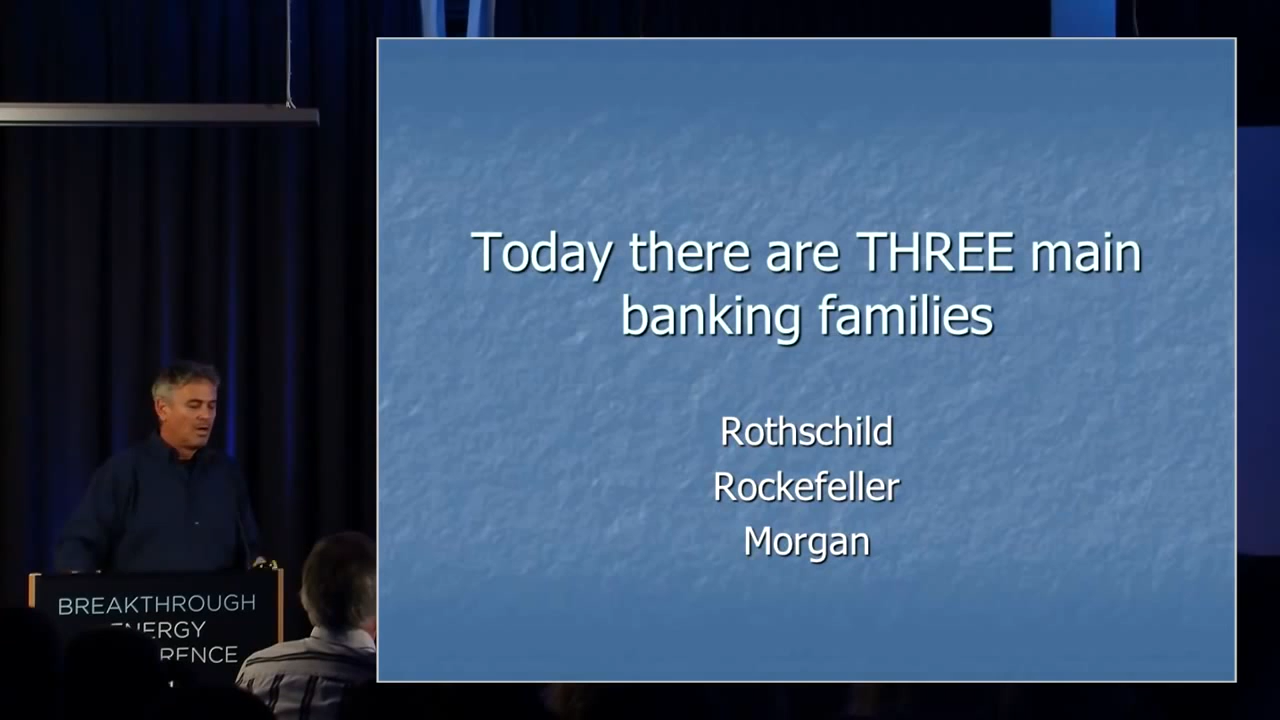 Today there are THREE main
banking families
Rothschild
Rockefeller
Morgan
BREAKTHROUGH